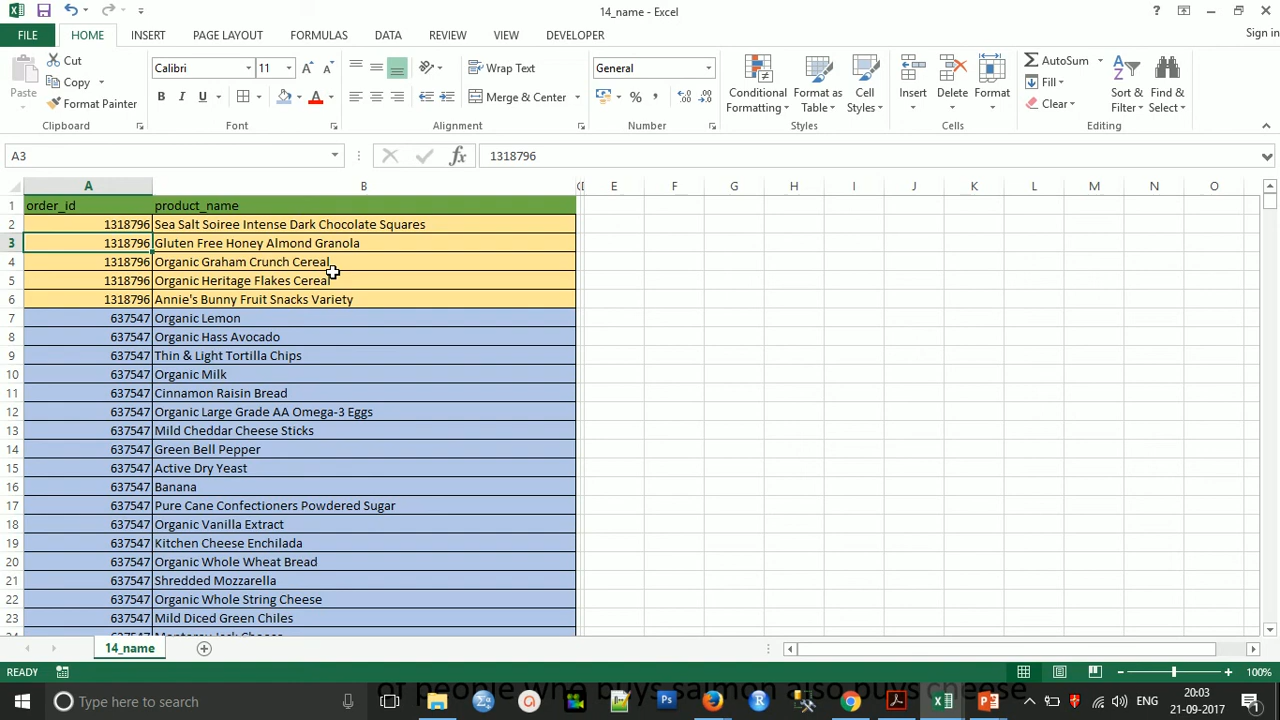 14_name - Excel
Sign in
FILE HOME INSERT PAGE LAYOUT FORMULAS DATA REVIEW VIEW DEVELOPER
Paste Cut Copy Format Painter
Calibri 11 General
B I U
Wrap Text Merge & Center
Conditional Formatting Format as Table Cell Styles
Insert Delete Format
AutoSum Fill Clear Sort & Filter Find & Select
Clipboard Font Alignment Number Styles Cells Editing
A3 fx 1318796
A B E F G H I J K L M N O
1 order_id product_name
2 1318796 Sea Salt Soiree Intense Dark Chocolate Squares
3 1318796 Gluten Free Honey Almond Granola
4 1318796 Organic Graham Crunch Cereal
5 1318796 Organic Heritage Flakes Cereal
6 1318796 Annie's Bunny Fruit Snacks Variety
7 637547 Organic Lemon
8 637547 Organic Hass Avocado
9 637547 Thin & Light Tortilla Chips
10 637547 Organic Milk
11 637547 Cinnamon Raisin Bread
12 637547 Organic Large Grade AA Omega-3 Eggs
13 637547 Mild Cheddar Cheese Sticks
14 637547 Green Bell Pepper
15 637547 Active Dry Yeast
16 637547 Banana
17 637547 Pure Cane Confectioners Powdered Sugar
18 637547 Organic Vanilla Extract
19 637547 Kitchen Cheese Enchilada
20 637547 Organic Whole Wheat Bread
21 637547 Shredded Mozzarella
22 637547 Organic Whole String Cheese
23 637547 Mild Diced Green Chiles
14_name
READY 100%
Type here to search
buys salmon also buys cheese
ENG 20:03
21-09-2017